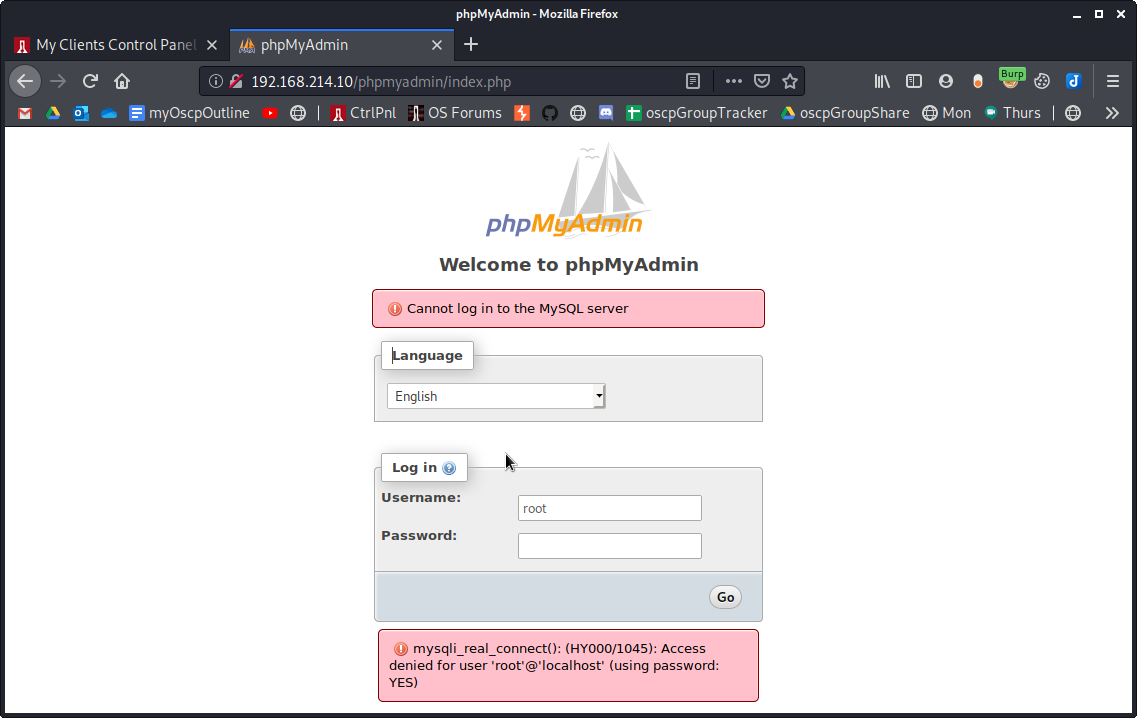 phpMyAdmin - Mozilla Firefox
My Clients Control Panel
phpMyAdmin
192.168.214.10/phpmyadmin/index.php
Burp
myOscpOutline
CtrlPnl
OS Forums
oscpGroupTracker
oscpGroupShare
Mon
Thurs
phpMyAdmin
Welcome to phpMyAdmin
Cannot log in to the MySQL server
Language
English
Log in
Username:
root
Password:
Go
mysqli_real_connect(): (HY000/1045): Access
denied for user 'root'@'localhost' (using password:
YES)